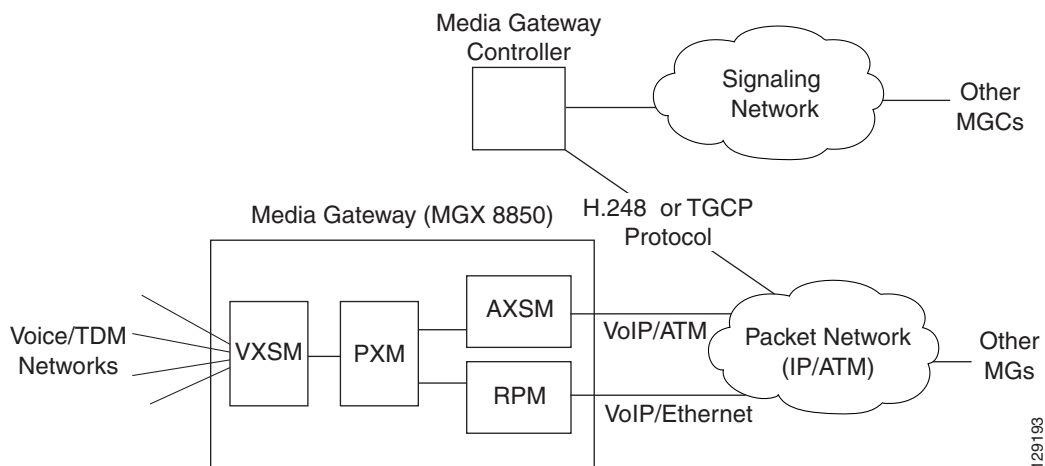 Media Gateway
Controller
Signaling
Network
Other
MGCs
H.248 or TGCP
Protocol
Media Gateway (MGX 8850)
Voice/TDM
Networks
VXSM
PXM
AXSM
RPM
VoIP/ATM
VoIP/Ethernet
Packet Network
(IP/ATM)
Other
MGs
129193